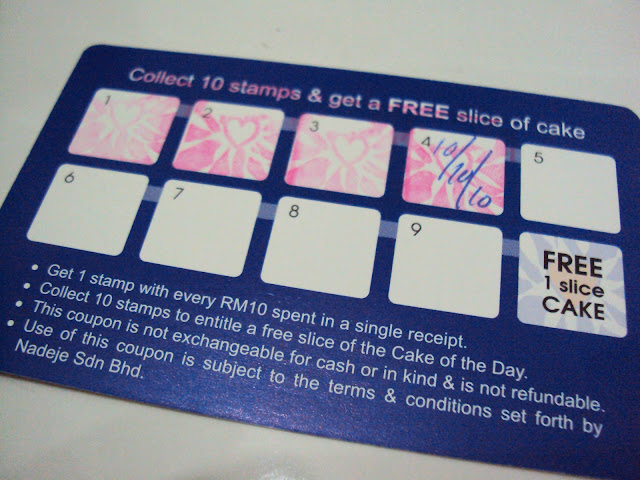 Collect 10 stamps & get a FREE slice of cake
1
2
3
4
5
10/10/10
6
7
8
9
FREE
1 slice
CAKE
• Get 1 stamp with every RM10 spent in a single receipt.
• Collect 10 stamps to entitle a free slice of the Cake of the Day.
• This coupon is not exchangeable for cash or in kind & is not refundable.
• Use of this coupon is subject to the terms & conditions set forth by
Nadeje Sdn Bhd.